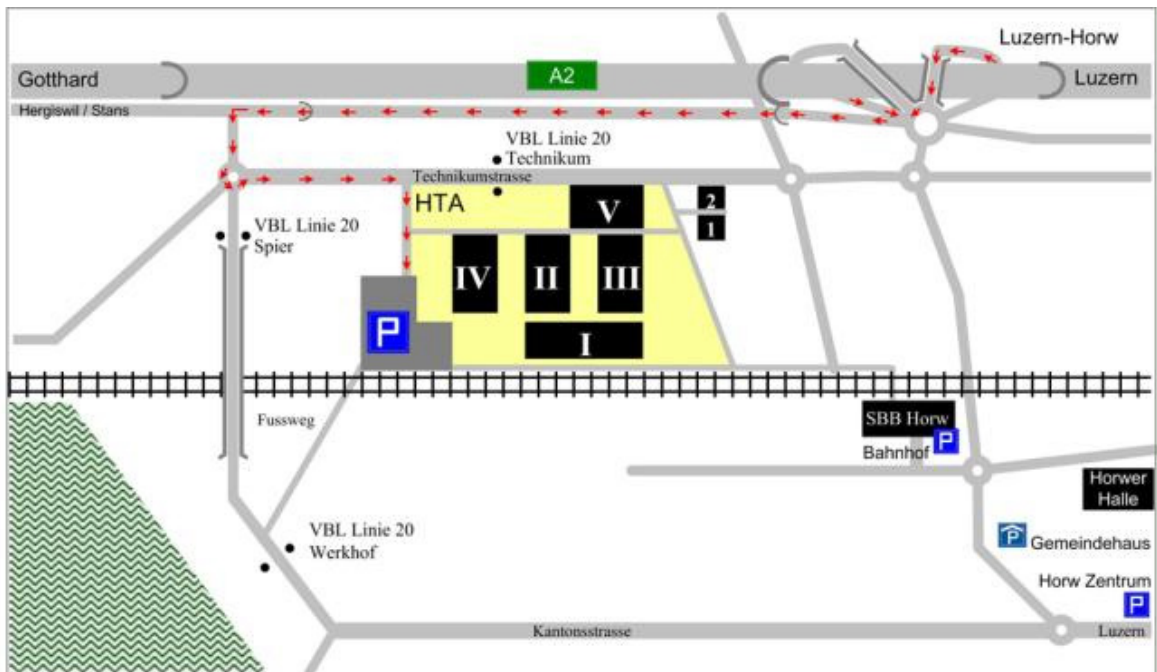 Luzern-Horw
Gotthard
A2
Luzern
Hergiswil / Stans
VBL Linie 20
Technikum
Technikumstrasse
HTA
V
2
1
VBL Linie 20
Spier
IV
II
III
P
I
Fussweg
SBB Horw
Bahnhof
P
Horwer
Halle
VBL Linie 20
Werkhof
P
Gemeindehaus
Horw Zentrum
P
Kantonsstrasse
Luzern